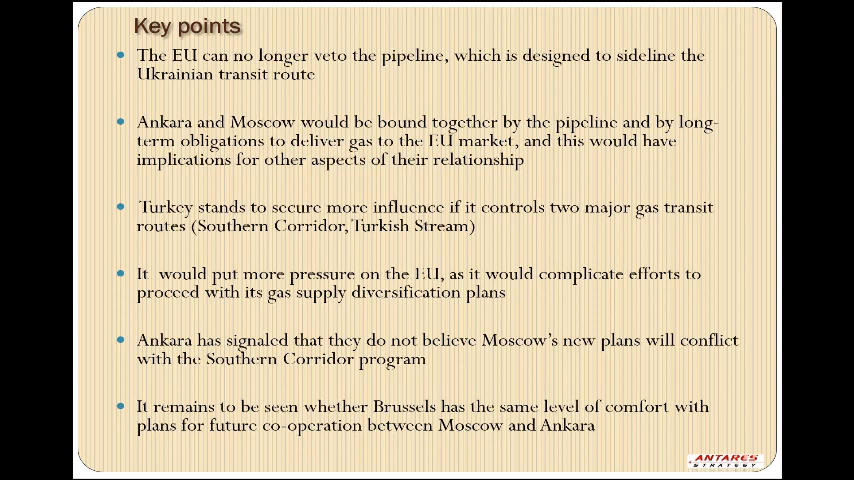 Key points
The EU can no longer veto the pipeline, which is designed to sideline the
Ukrainian transit route
Ankara and Moscow would be bound together by the pipeline and by long-
term obligations to deliver gas to the EU market, and this would have
implications for other aspects of their relationship
Turkey stands to secure more influence if it controls two major gas transit
routes (Southern Corridor, Turkish Stream)
It would put more pressure on the EU, as it would complicate efforts to
proceed with its gas supply diversification plans
Ankara has signaled that they do not believe Moscow's new plans will conflict
with the Southern Corridor program
It remains to be seen whether Brussels has the same level of comfort with
plans for future co-operation between Moscow and Ankara
ANTARES
STRATEGY